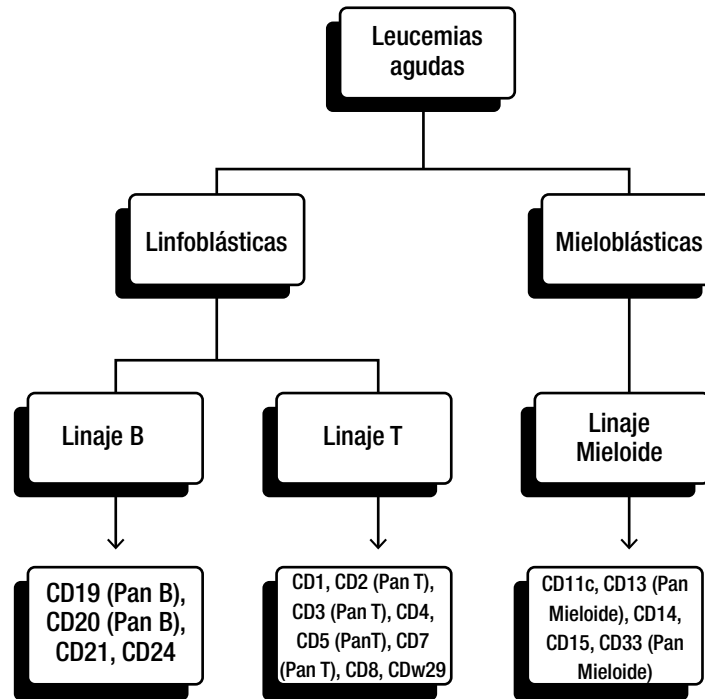 Leucemias
agudas
Linfoblásticas
Mieloblásticas
Linaje B
Linaje T
Linaje
Mieloide
CD19 (Pan B),
CD20 (Pan B),
CD21, CD24
CD1, CD2 (Pan T),
CD3 (Pan T), CD4,
CD5 (PanT), CD7
(Pan T), CD8, CDw29
CD11c, CD13 (Pan
Mieloide), CD14,
CD15, CD33 (Pan
Mieloide)